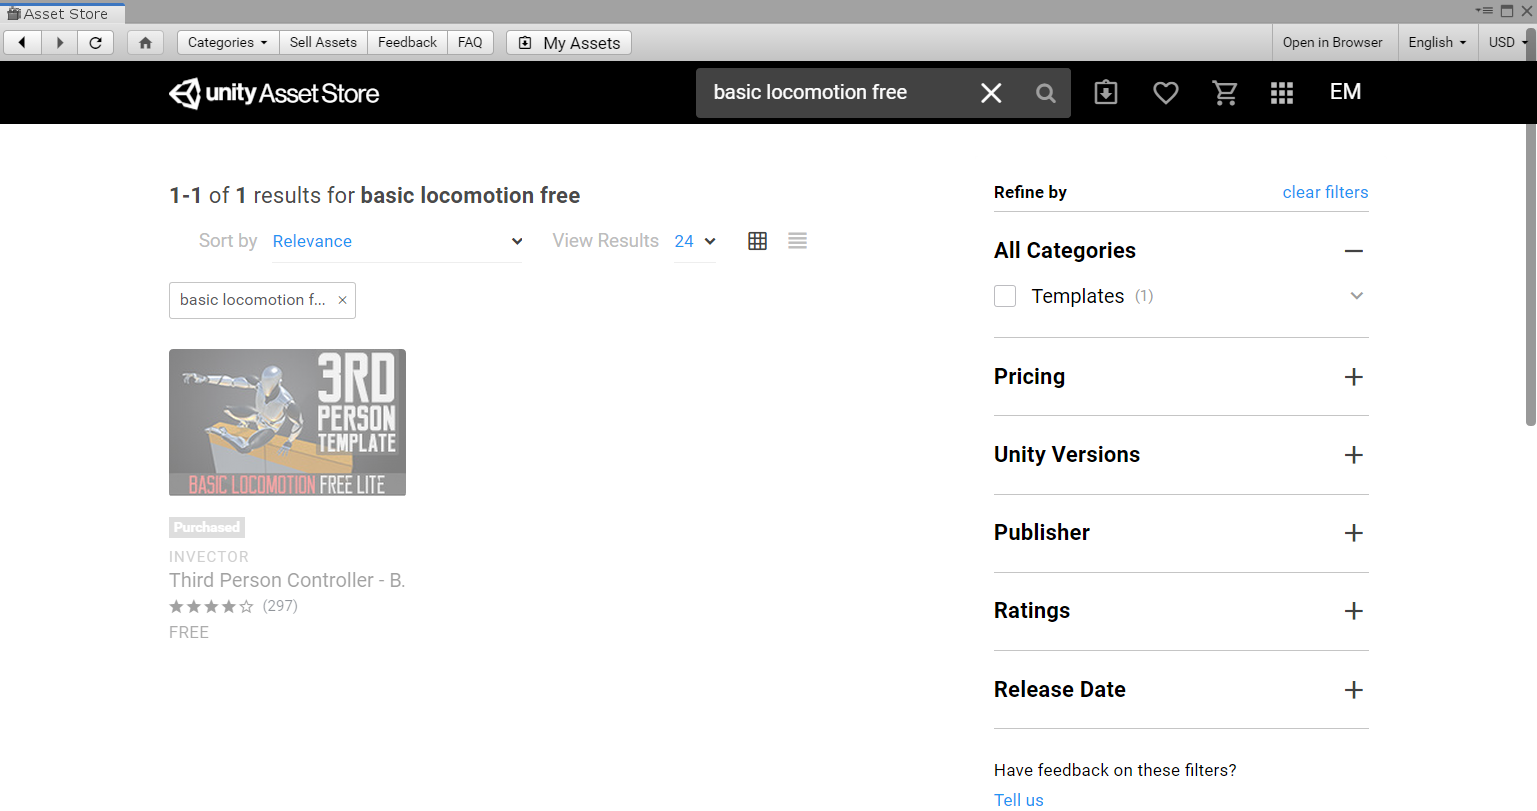 Asset Store
Categories Sell Assets Feedback FAQ My Assets Open in Browser English USD
unity Asset Store basic locomotion free EM
1-1 of 1 results for basic locomotion free
Sort by Relevance View Results 24
basic locomotion f...
3RD
PERSON
TEMPLATE
BASIC LOCOMOTION FREE LITE
Purchased
INVECTOR
Third Person Controller - B.
(297)
FREE
Refine by clear filters
All Categories
Templates (1)
Pricing
Unity Versions
Publisher
Ratings
Release Date
Have feedback on these filters?
Tell us